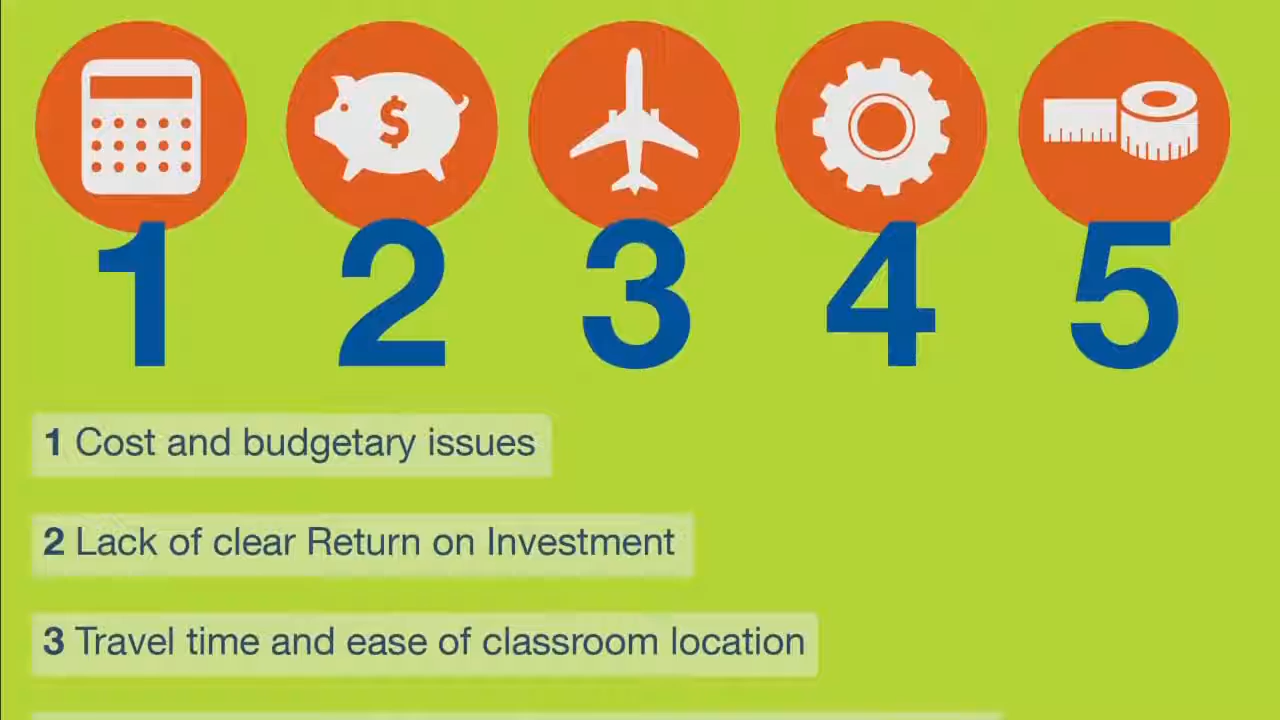 $
1 2 3 4 5
1 Cost and budgetary issues
2 Lack of clear Return on Investment
3 Travel time and ease of classroom location